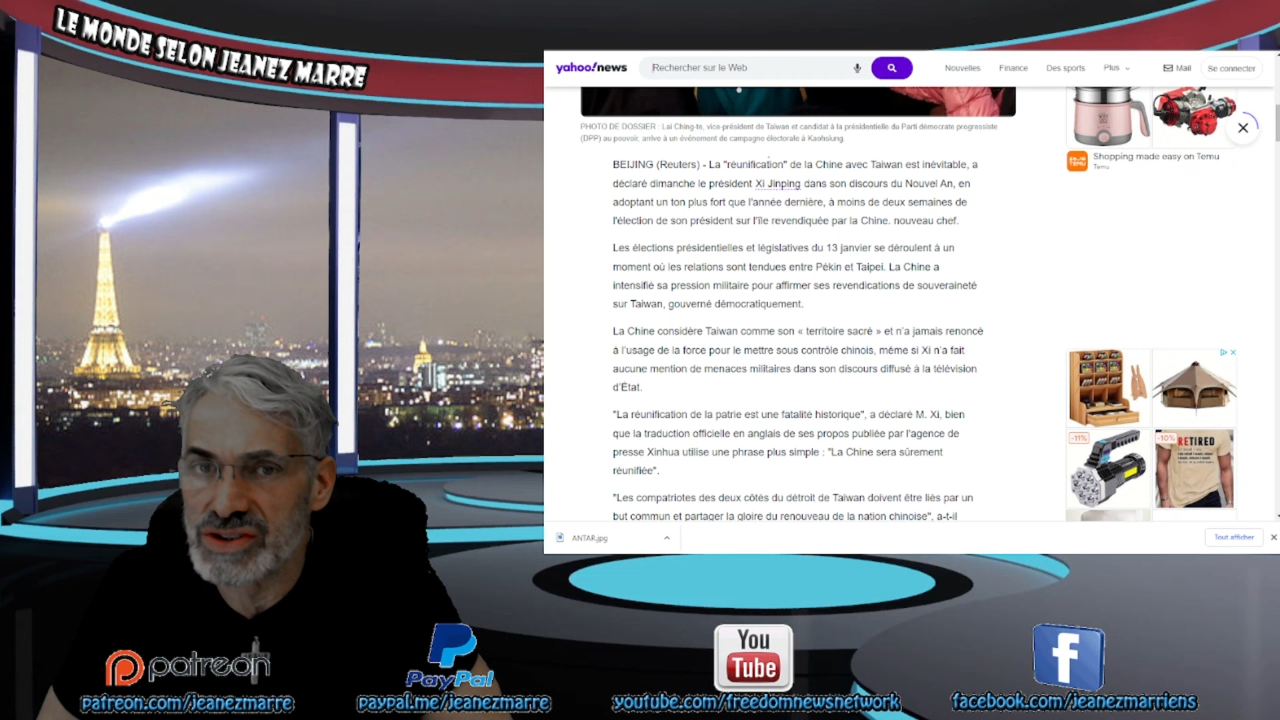 LE MONDE SELON JEANEZ MARRE
yahoo!news
Rechercher sur le Web
Nouvelles
Finance
Des sports
Plus
Mail
Se connecter
PHOTO DE DOSSIER : Lai Ching-te, vice-président de Taiwan et candidat à la présidentielle du Parti démocrate progressiste
(DPP) au pouvoir, arrive à un événement de campagne électorale à Kaohsiung.
BEIJING (Reuters) - La "réunification" de la Chine avec Taiwan est inévitable, a
déclaré dimanche le président Xi Jinping dans son discours du Nouvel An, en
adoptant un ton plus fort que l'année dernière, à moins de deux semaines de
l'élection de son président sur l'île revendiquée par la Chine. nouveau chef.
Les élections présidentielles et législatives du 13 janvier se déroulent à un
moment où les relations sont tendues entre Pékin et Taipei. La Chine a
intensifié sa pression militaire pour affirmer ses revendications de souveraineté
sur Taiwan, gouverné démocratiquement.
La Chine considère Taiwan comme son « territoire sacré » et n'a jamais renoncé
à l'usage de la force pour le mettre sous contrôle chinois, même si Xi n'a fait
aucune mention de menaces militaires dans son discours diffusé à la télévision
d'État.
"La réunification de la patrie est une fatalité historique", a déclaré M. Xi, bien
que la traduction officielle en anglais de ses propos publiée par l'agence de
presse Xinhua utilise une phrase plus simple : "La Chine sera sûrement
réunifiée".
"Les compatriotes des deux côtés du détroit de Taiwan doivent être liés par un
but commun et partager la gloire du renouveau de la nation chinoise", a-t-il
Shopping made easy on Temu
Temu
-11%
-10%
RETIRED
ANTAR.jpg
Tout afficher
patreon
patreon.com/jeanezmarre
PayPal
paypal.me/jeanezmarre
You
Tube
youtube.com/freedomnewsnetwork
f
facebook.com/jeanezmarriens